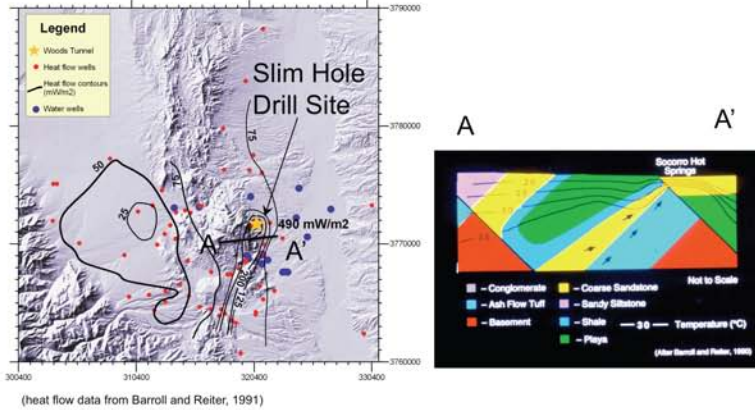 Legend
Woods Tunnel
Heat flow wells
Heat flow contours
(mW/m2)
Water wells
Slim Hole
Drill Site
50
25
75
75
490 mW/m2
A
A'
125
3790000
3780000
3770000
3760000
300400
310400
320400
330400
(heat flow data from Barroll and Reiter, 1991)
A
A'
Socorro Hot
Springs
Not to Scale
– Conglomerate
– Coarse Sandstone
– Ash Flow Tuff
– Sandy Siltstone
– Basement
– Shale
– Playa
30
Temperature (°C)
(After Barroll and Reiter, 1990)